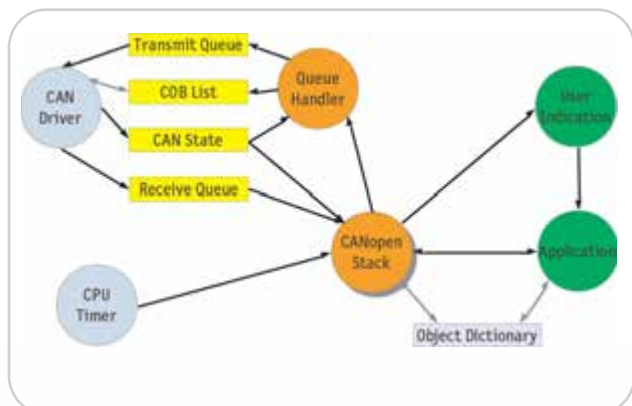 Transmit Queue
COB List
CAN State
Receive Queue
CAN
Driver
Queue
Handler
User
Indication
CANopen
Stack
Application
CPU
Timer
Object Dictionary